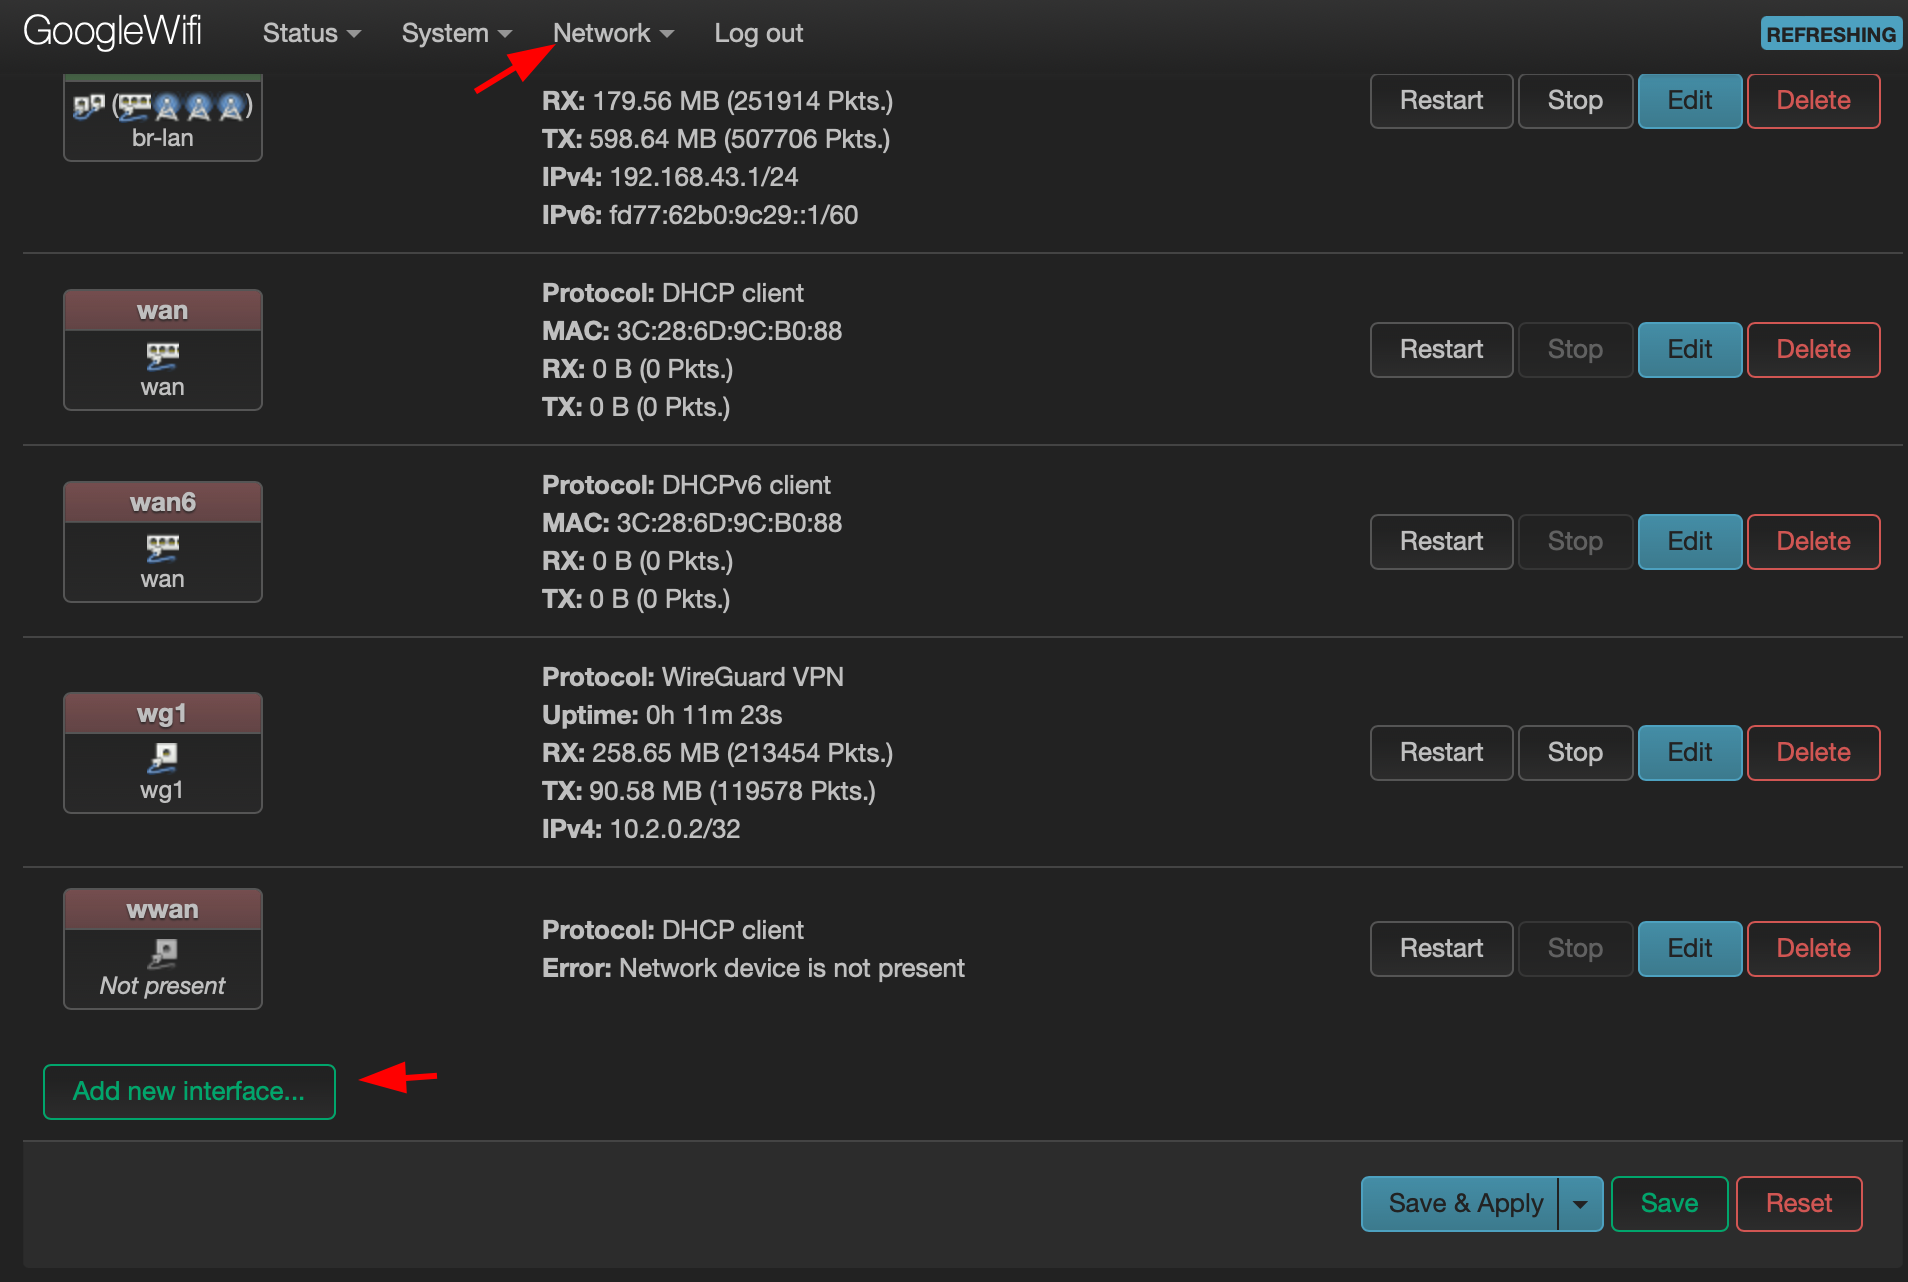 GoogleWifi Status System Network Log out REFRESHING
br-lan
RX: 179.56 MB (251914 Pkts.)
TX: 598.64 MB (507706 Pkts.)
IPv4: 192.168.43.1/24
IPv6: fd77:62b0:9c29::1/60
Restart Stop Edit Delete
wan
wan
Protocol: DHCP client
MAC: 3C:28:6D:9C:B0:88
RX: 0 B (0 Pkts.)
TX: 0 B (0 Pkts.)
Restart Stop Edit Delete
wan6
wan
Protocol: DHCPv6 client
MAC: 3C:28:6D:9C:B0:88
RX: 0 B (0 Pkts.)
TX: 0 B (0 Pkts.)
Restart Stop Edit Delete
wg1
wg1
Protocol: WireGuard VPN
Uptime: 0h 11m 23s
RX: 258.65 MB (213454 Pkts.)
TX: 90.58 MB (119578 Pkts.)
IPv4: 10.2.0.2/32
Restart Stop Edit Delete
wwan
Not present
Protocol: DHCP client
Error: Network device is not present
Restart Stop Edit Delete
Add new interface...
Save & Apply Save Reset